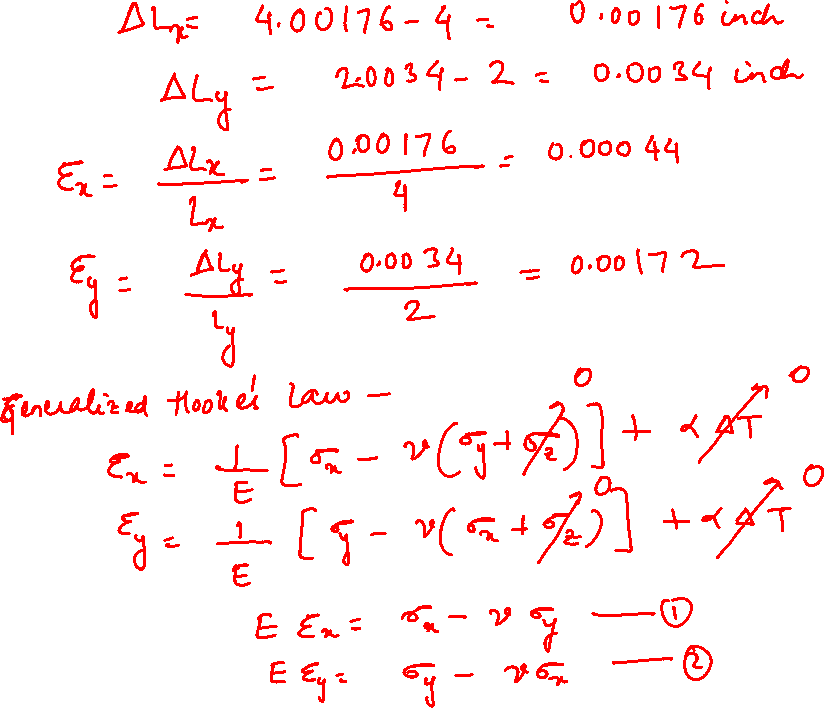 ΔLx = 4.00176 - 4 = 0.00176 inch
ΔLy = 2.0034 - 2 = 0.0034 inch
εx = ΔLx / Lx = 0.00176 / 4 = 0.00044
εy = ΔLy / Ly = 0.0034 / 2 = 0.00172
Generalized Hooke's Law -
εx = 1/E [σx - ν(σy + σz)] + αΔT 0 0
εy = 1/E [σy - ν(σx + σz)] + αΔT 0 0
E εx = σx - ν σy — ①
E εy = σy - ν σx — ②